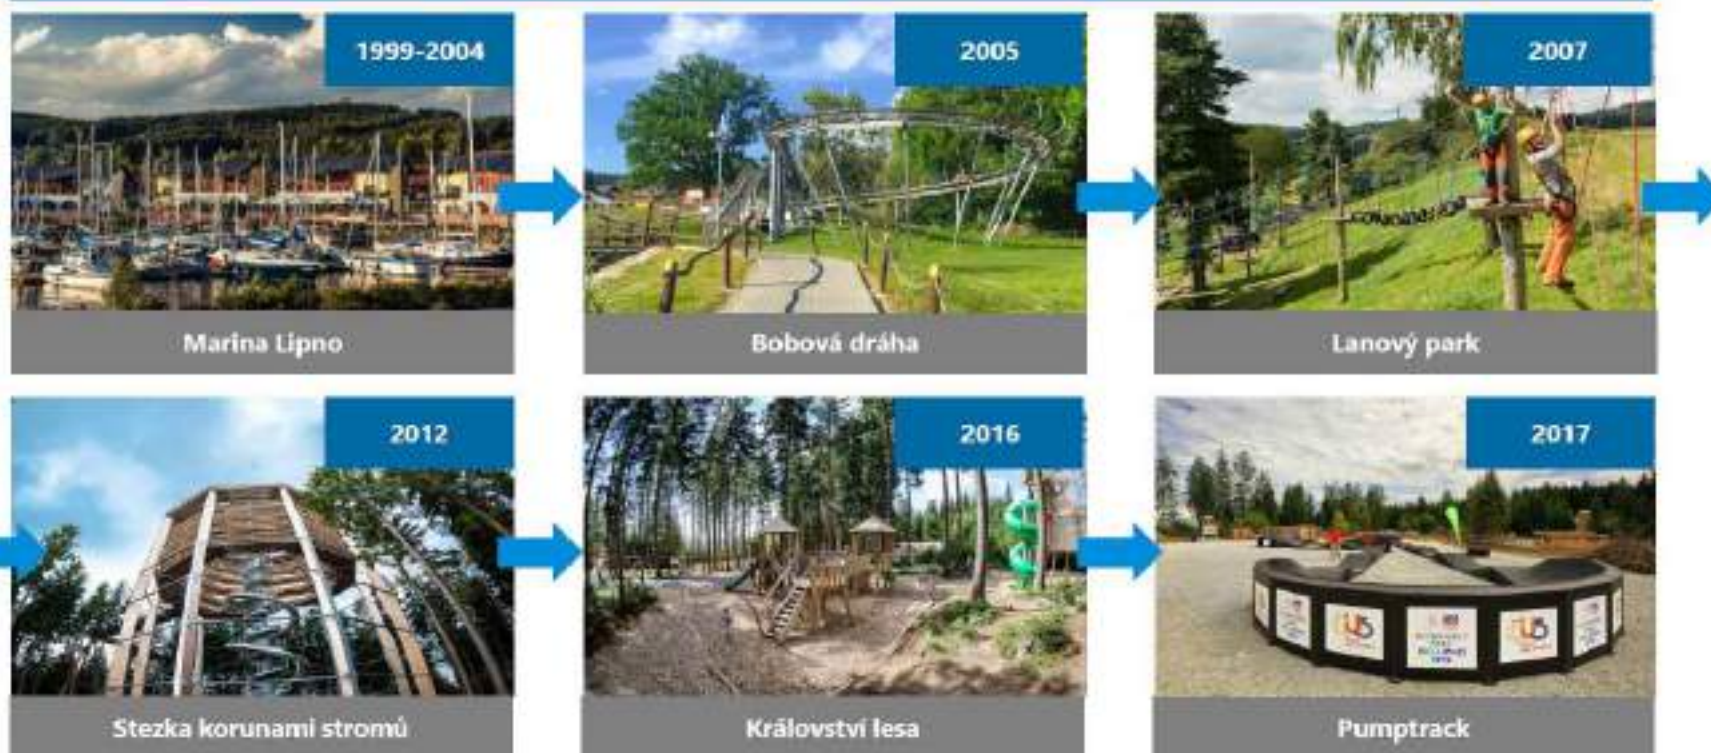 1999-2004
2005
2007
Marina Lipno
Bobová dráha
Lanový park
2012
2016
2017
Stezka korunami stromů
Království lesa
Pumptrack